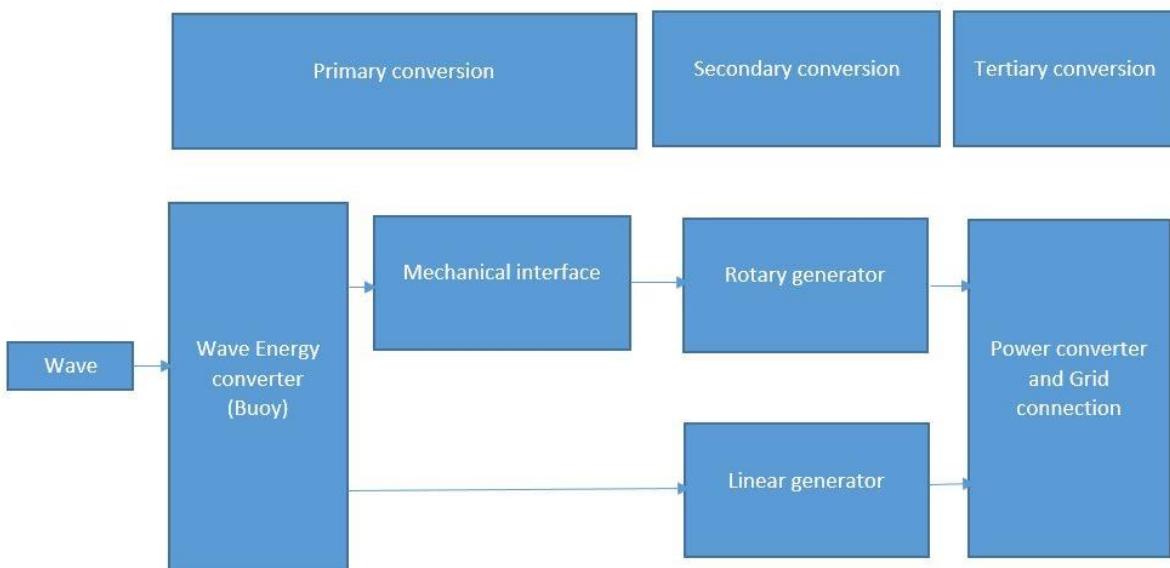 Primary conversion
Secondary conversion
Tertiary conversion
Mechanical interface
Rotary generator
Wave
Wave Energy
converter
(Buoy)
Power converter
and Grid
connection
Linear generator